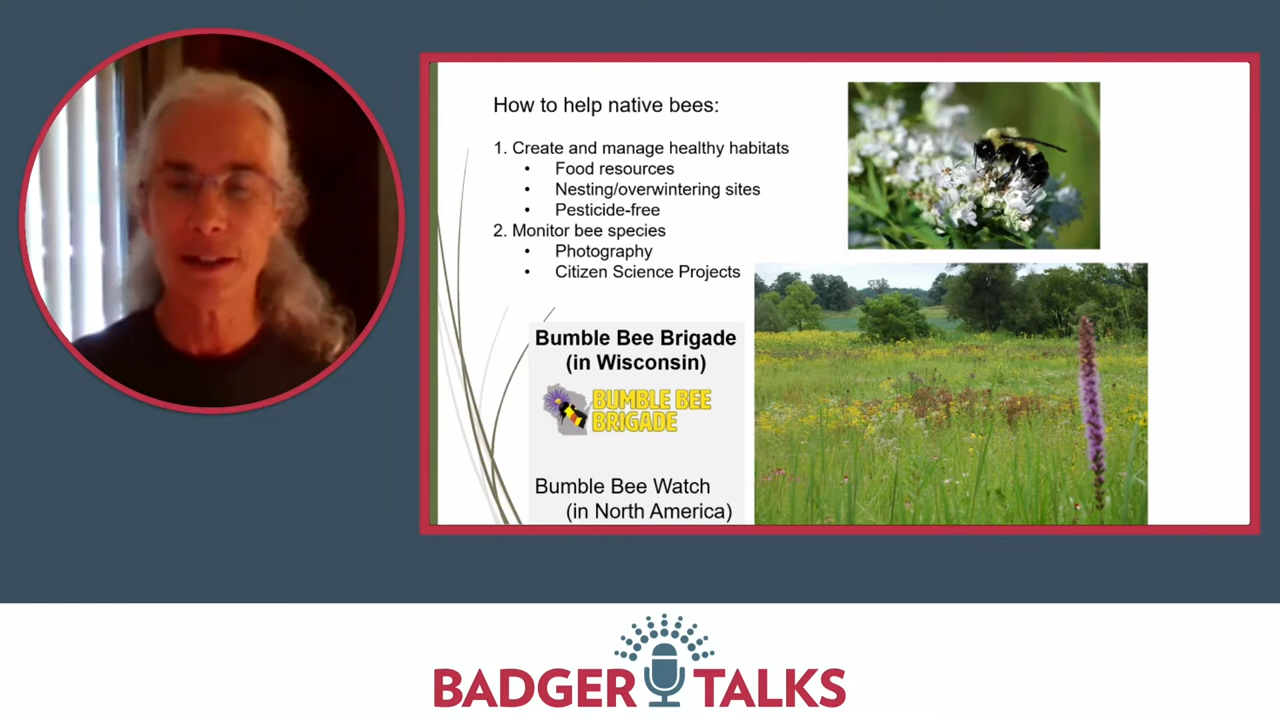 How to help native bees:
1. Create and manage healthy habitats
• Food resources
• Nesting/overwintering sites
• Pesticide-free
2. Monitor bee species
• Photography
• Citizen Science Projects
Bumble Bee Brigade
(in Wisconsin)
BUMBLE BEE
BRIGADE
Bumble Bee Watch
(in North America)
BADGER TALKS